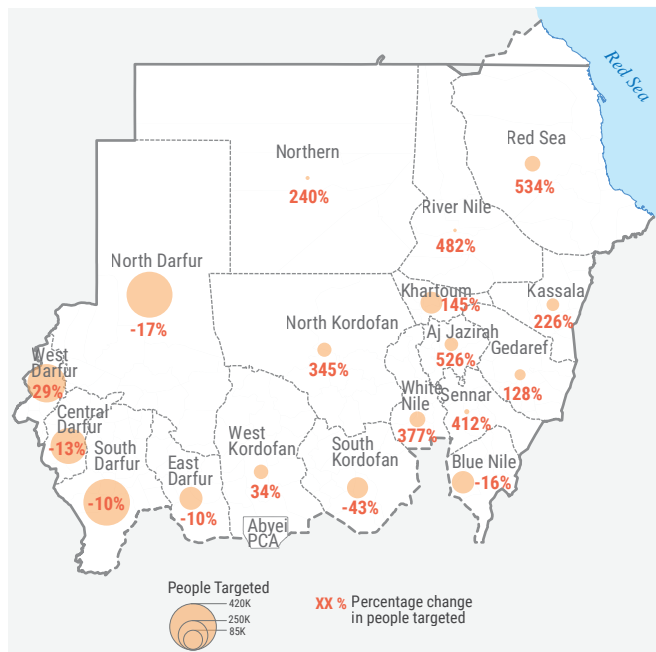 Red Sea
Red Sea
534%
Northern
240%
River Nile
482%
North Darfur
-17%
Khartoum
145%
Kassala
226%
North Kordofan
345%
Aj Jazirah
526%
Gedaref
128%
West
Darfur
29%
White
Nile
377%
Sennar
412%
Central
Darfur
-13%
South
Darfur
-10%
East
Darfur
-10%
West
Kordofan
34%
South
Kordofan
-43%
Blue Nile
-16%
Abyei
PCA
People Targeted
420K
250K
85K
XX % Percentage change
in people targeted